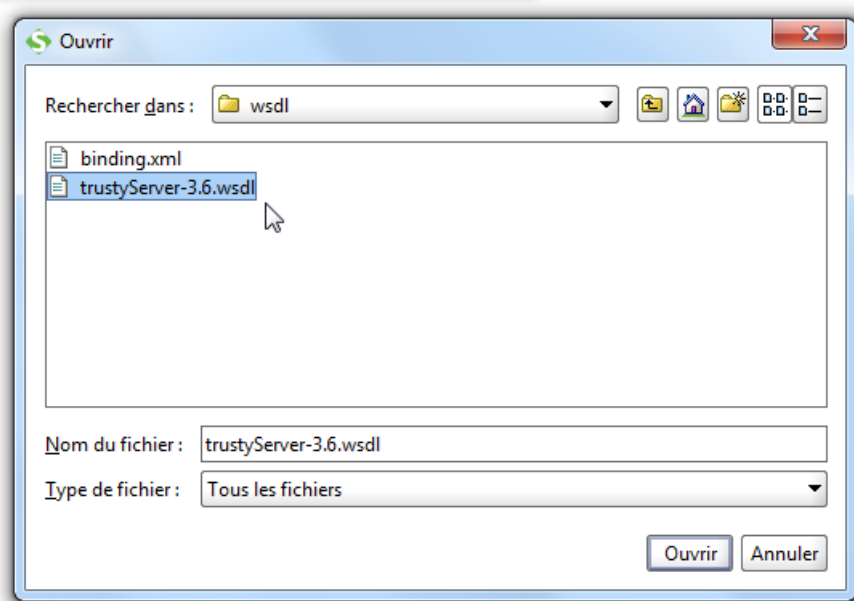 Ouvrir
Rechercher dans : wsdl
binding.xml
trustyServer-3.6.wsdl
Nom du fichier : trustyServer-3.6.wsdl
Type de fichier : Tous les fichiers
Ouvrir Annuler